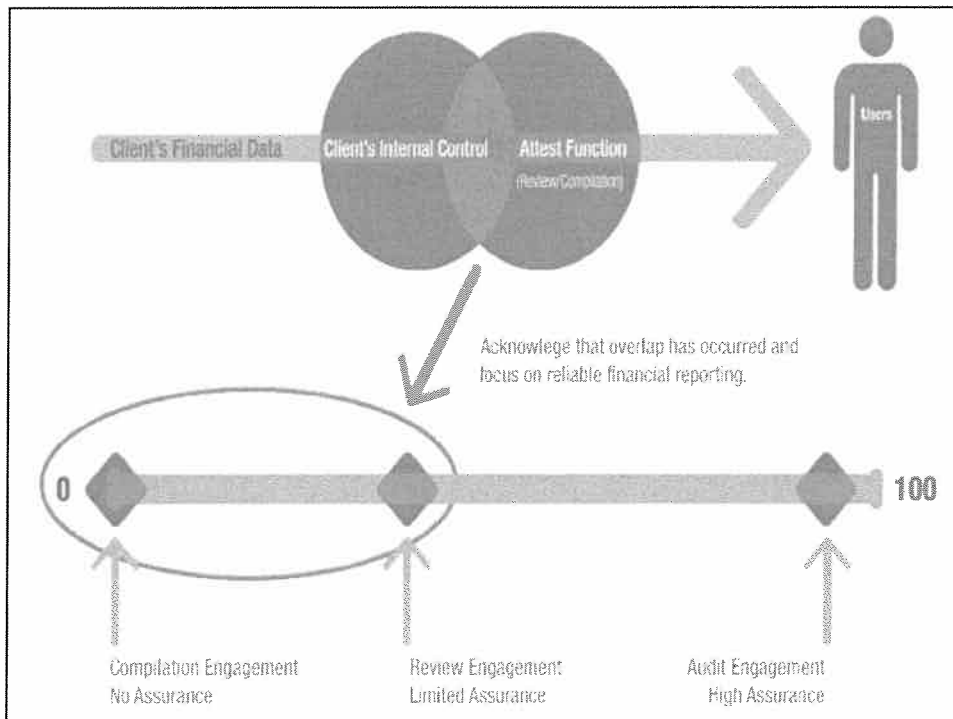 Client's Financial Data
Client's Internal Control
Attest Function
(Review/Compilation)
Users
Acknowlege that overlap has occurred and
focus on reliable financial reporting.
0
100
Compilation Engagement
No Assurance
Review Engagement
Limited Assurance
Audit Engagement
High Assurance